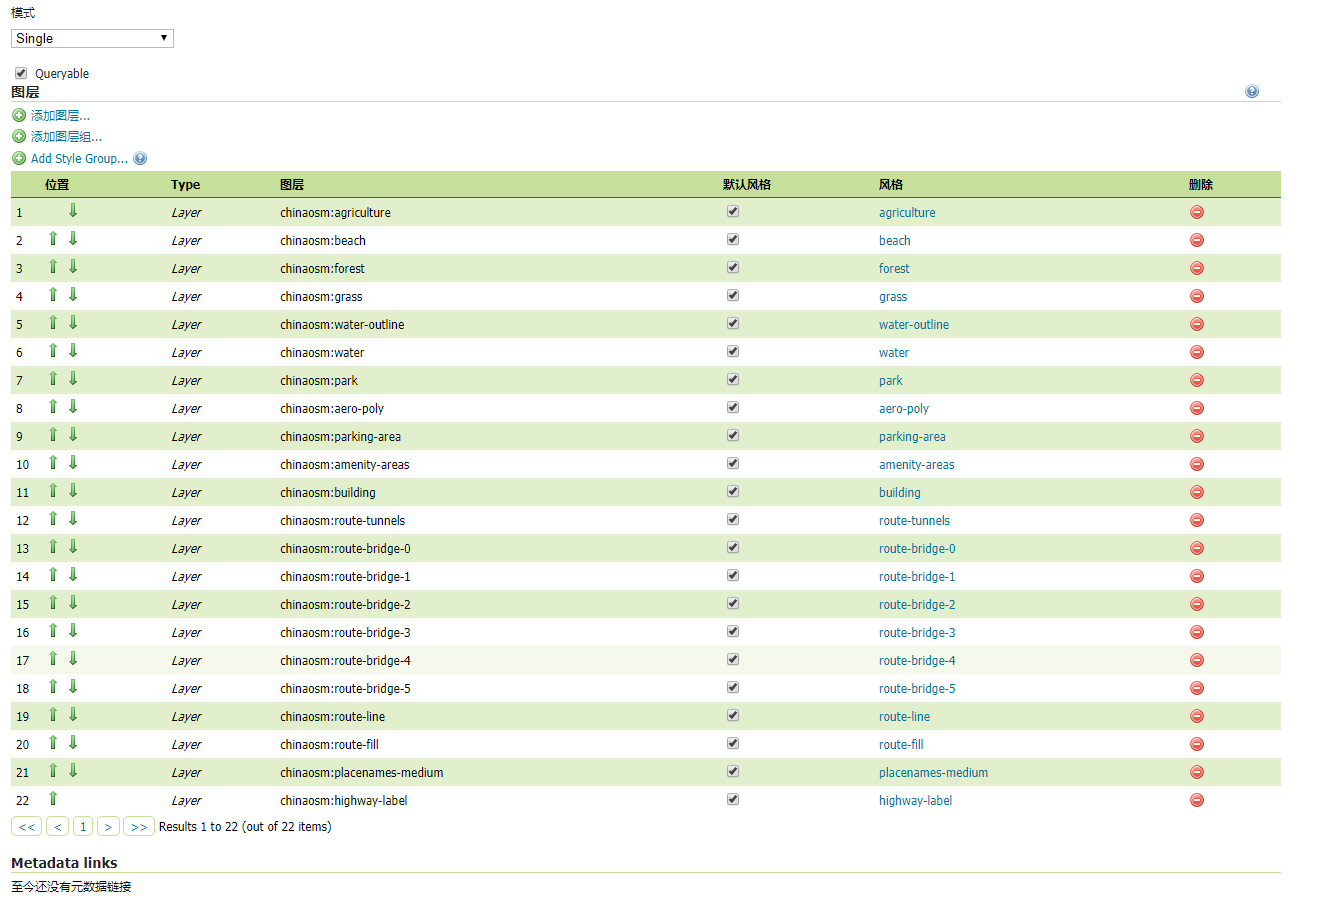 模式
Single
Queryable
图层
添加图层...
添加图层组...
Add Style Group...
位置 Type 图层 默认风格 风格 删除
1 Layer chinaosm:agriculture agriculture
2 Layer chinaosm:beach beach
3 Layer chinaosm:forest forest
4 Layer chinaosm:grass grass
5 Layer chinaosm:water-outline water-outline
6 Layer chinaosm:water water
7 Layer chinaosm:park park
8 Layer chinaosm:aero-poly aero-poly
9 Layer chinaosm:parking-area parking-area
10 Layer chinaosm:amenity-areas amenity-areas
11 Layer chinaosm:building building
12 Layer chinaosm:route-tunnels route-tunnels
13 Layer chinaosm:route-bridge-0 route-bridge-0
14 Layer chinaosm:route-bridge-1 route-bridge-1
15 Layer chinaosm:route-bridge-2 route-bridge-2
16 Layer chinaosm:route-bridge-3 route-bridge-3
17 Layer chinaosm:route-bridge-4 route-bridge-4
18 Layer chinaosm:route-bridge-5 route-bridge-5
19 Layer chinaosm:route-line route-line
20 Layer chinaosm:route-fill route-fill
21 Layer chinaosm:placenames-medium placenames-medium
22 Layer chinaosm:highway-label highway-label
<< < 1 > >> Results 1 to 22 (out of 22 items)
Metadata links
至今还没有元数据链接